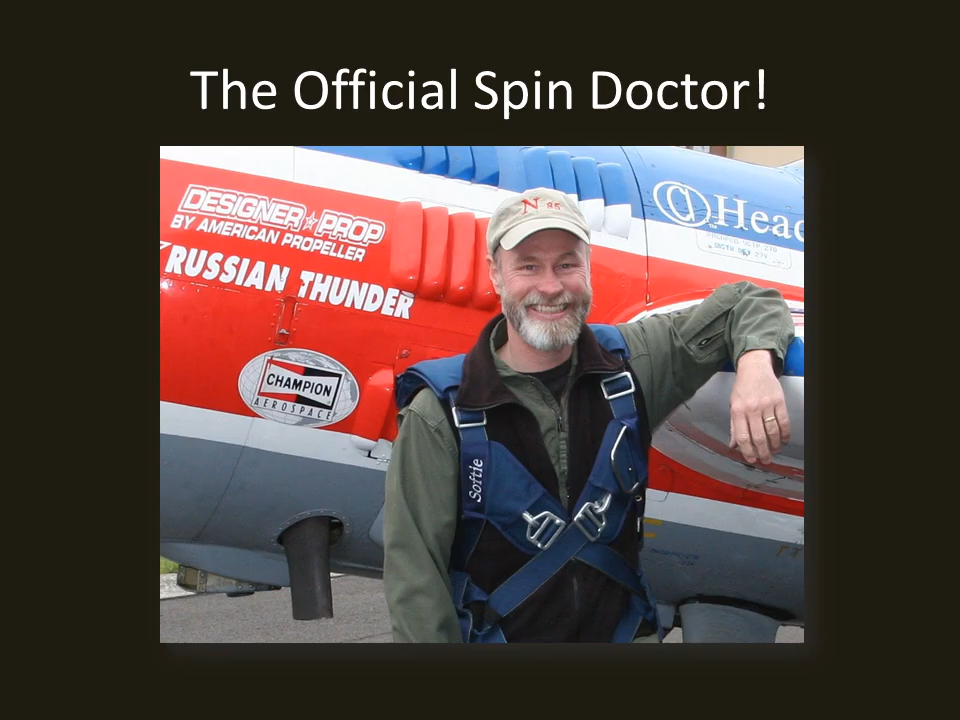 The Official Spin Doctor!
DESIGNER PROP
BY AMERICAN PROPELLER
RUSSIAN THUNDER
CHAMPION
AEROSPACE
Head
Softie